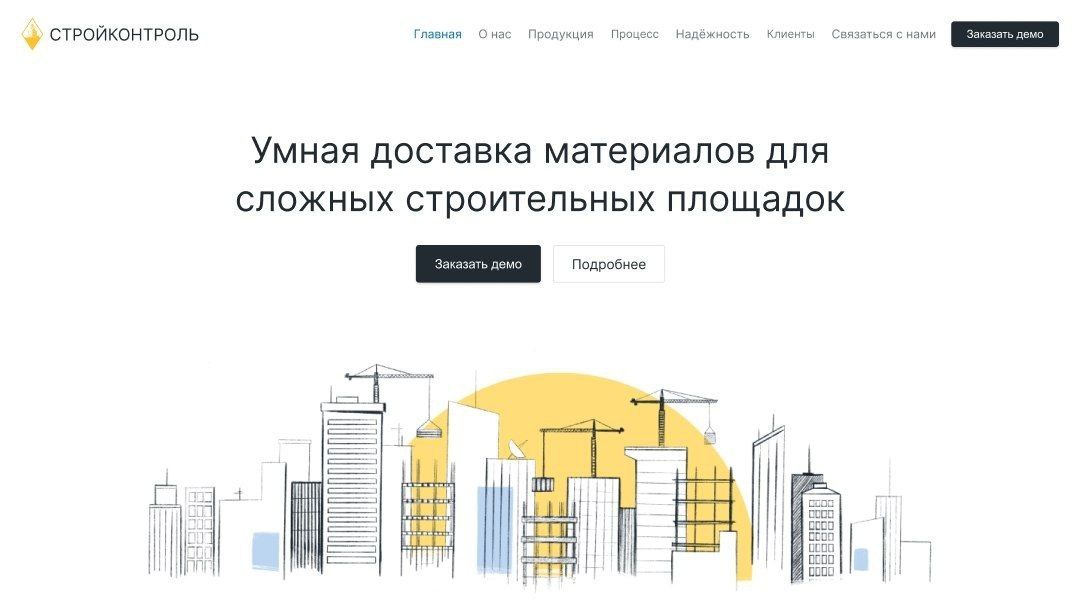 СТРОЙКОНТРОЛЬ
Главная О нас Продукция Процесс Надёжность Клиенты Связаться с нами Заказать демо
Умная доставка материалов для
сложных строительных площадок
Заказать демо Подробнее